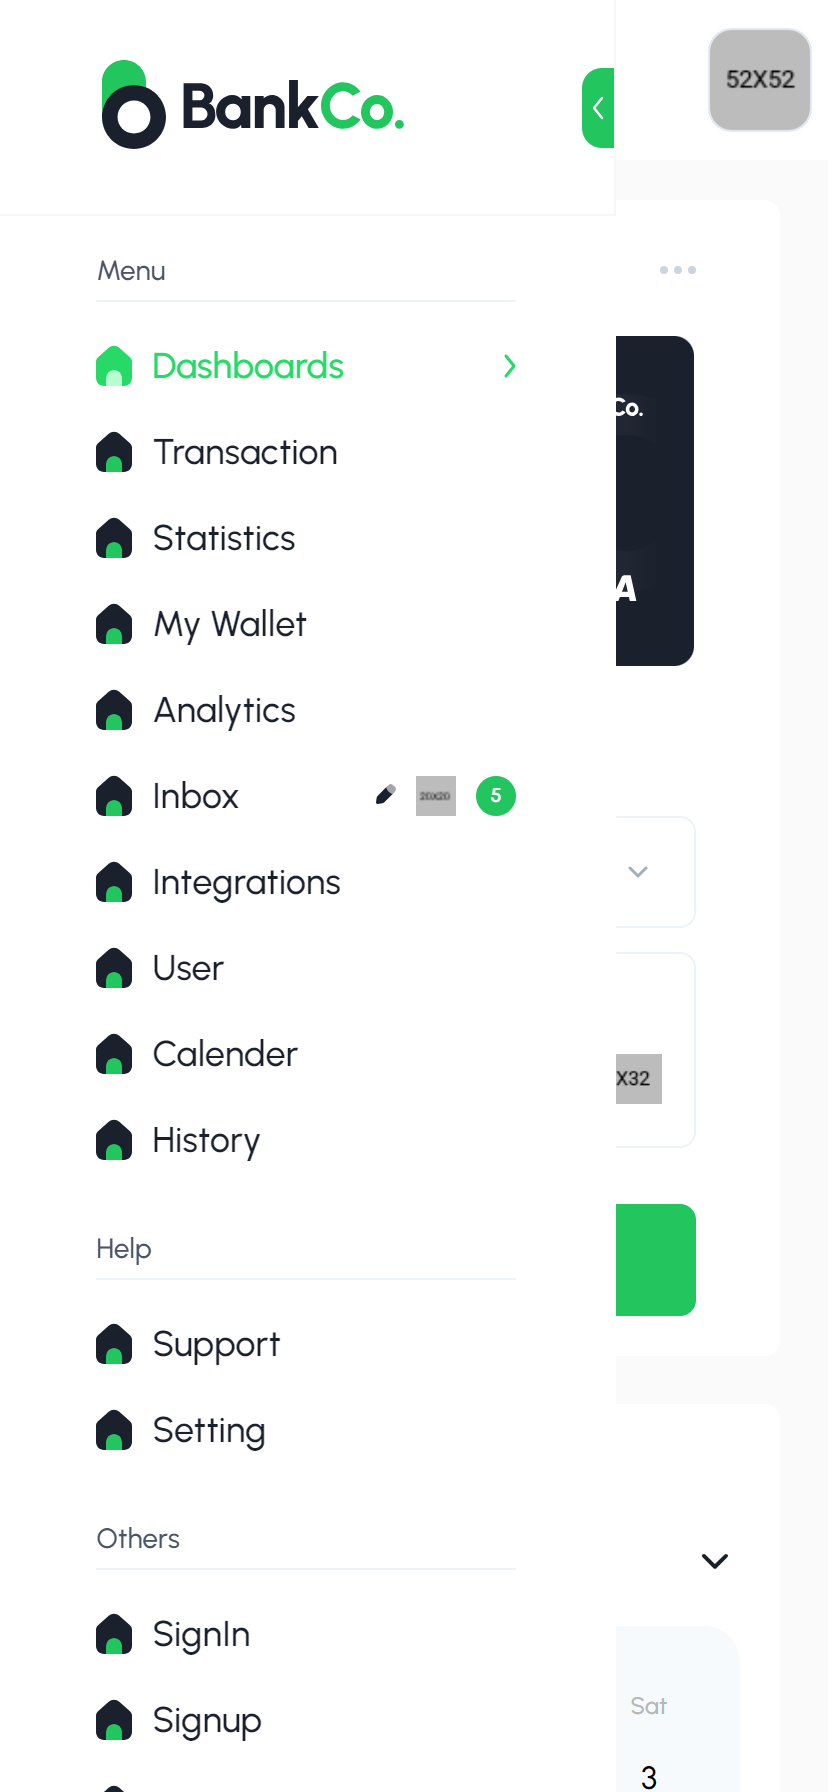 BankCo.
52X52
Menu
Dashboards
Co.
Transaction
Statistics
A
My Wallet
Analytics
Inbox
20X20
5
Integrations
User
Calender
X32
History
Help
Support
Setting
Others
SignIn
Sat
Signup
3